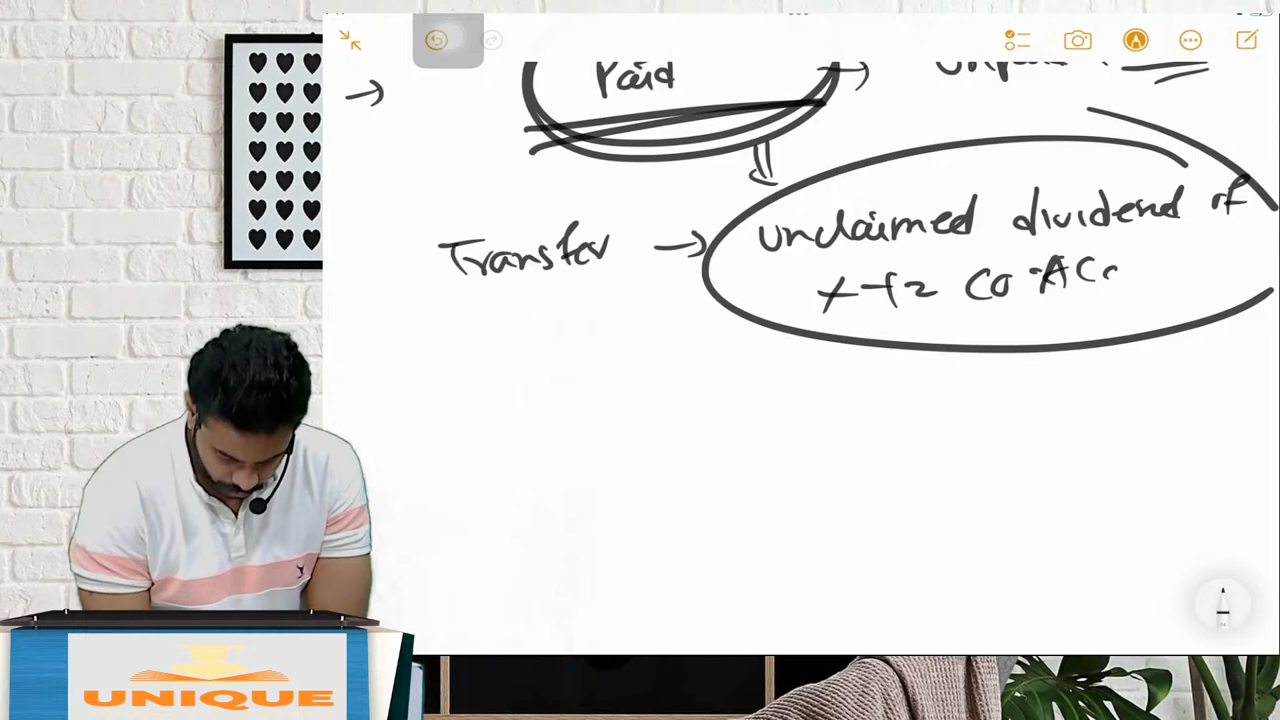 → Paid →
Transfer → unclaimed dividend of
xyz Co. Acc
UNIQUE